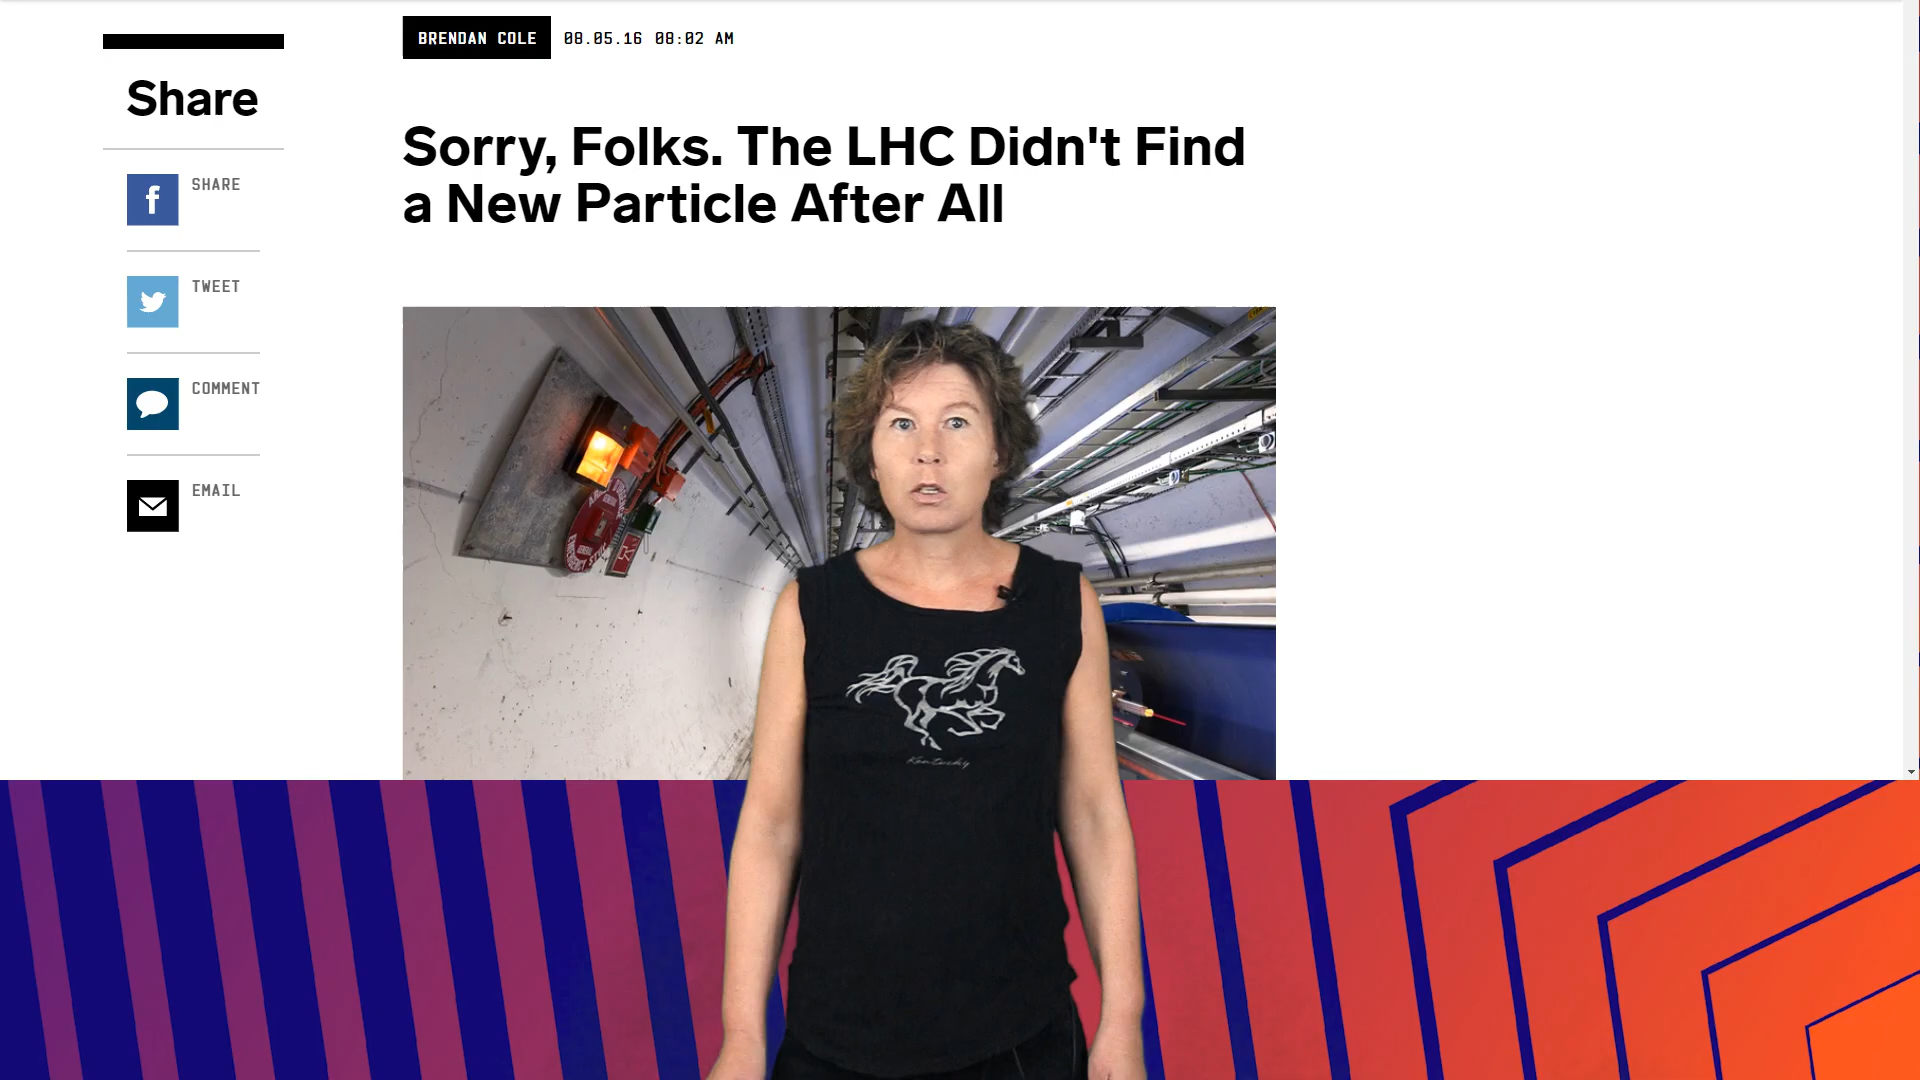 BRENDAN COLE 08.05.16 08:02 AM
Share
Sorry, Folks. The LHC Didn't Find
a New Particle After All
SHARE
TWEET
COMMENT
EMAIL
Kentucky